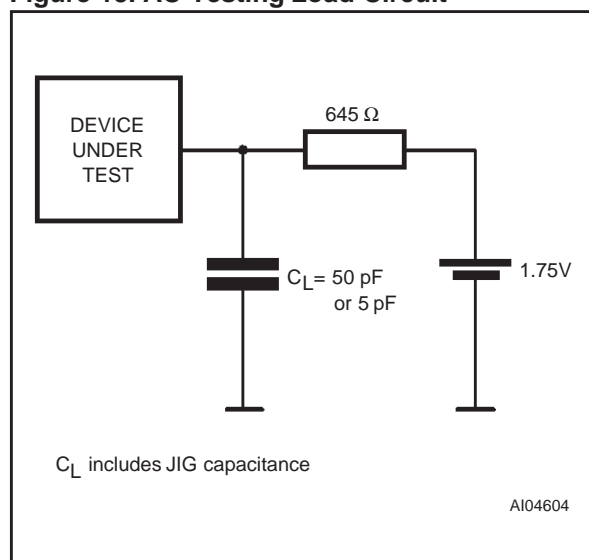 DEVICE
UNDER
TEST
645 Ω
CL= 50 pF
or 5 pF
1.75V
CL includes JIG capacitance
AI04604